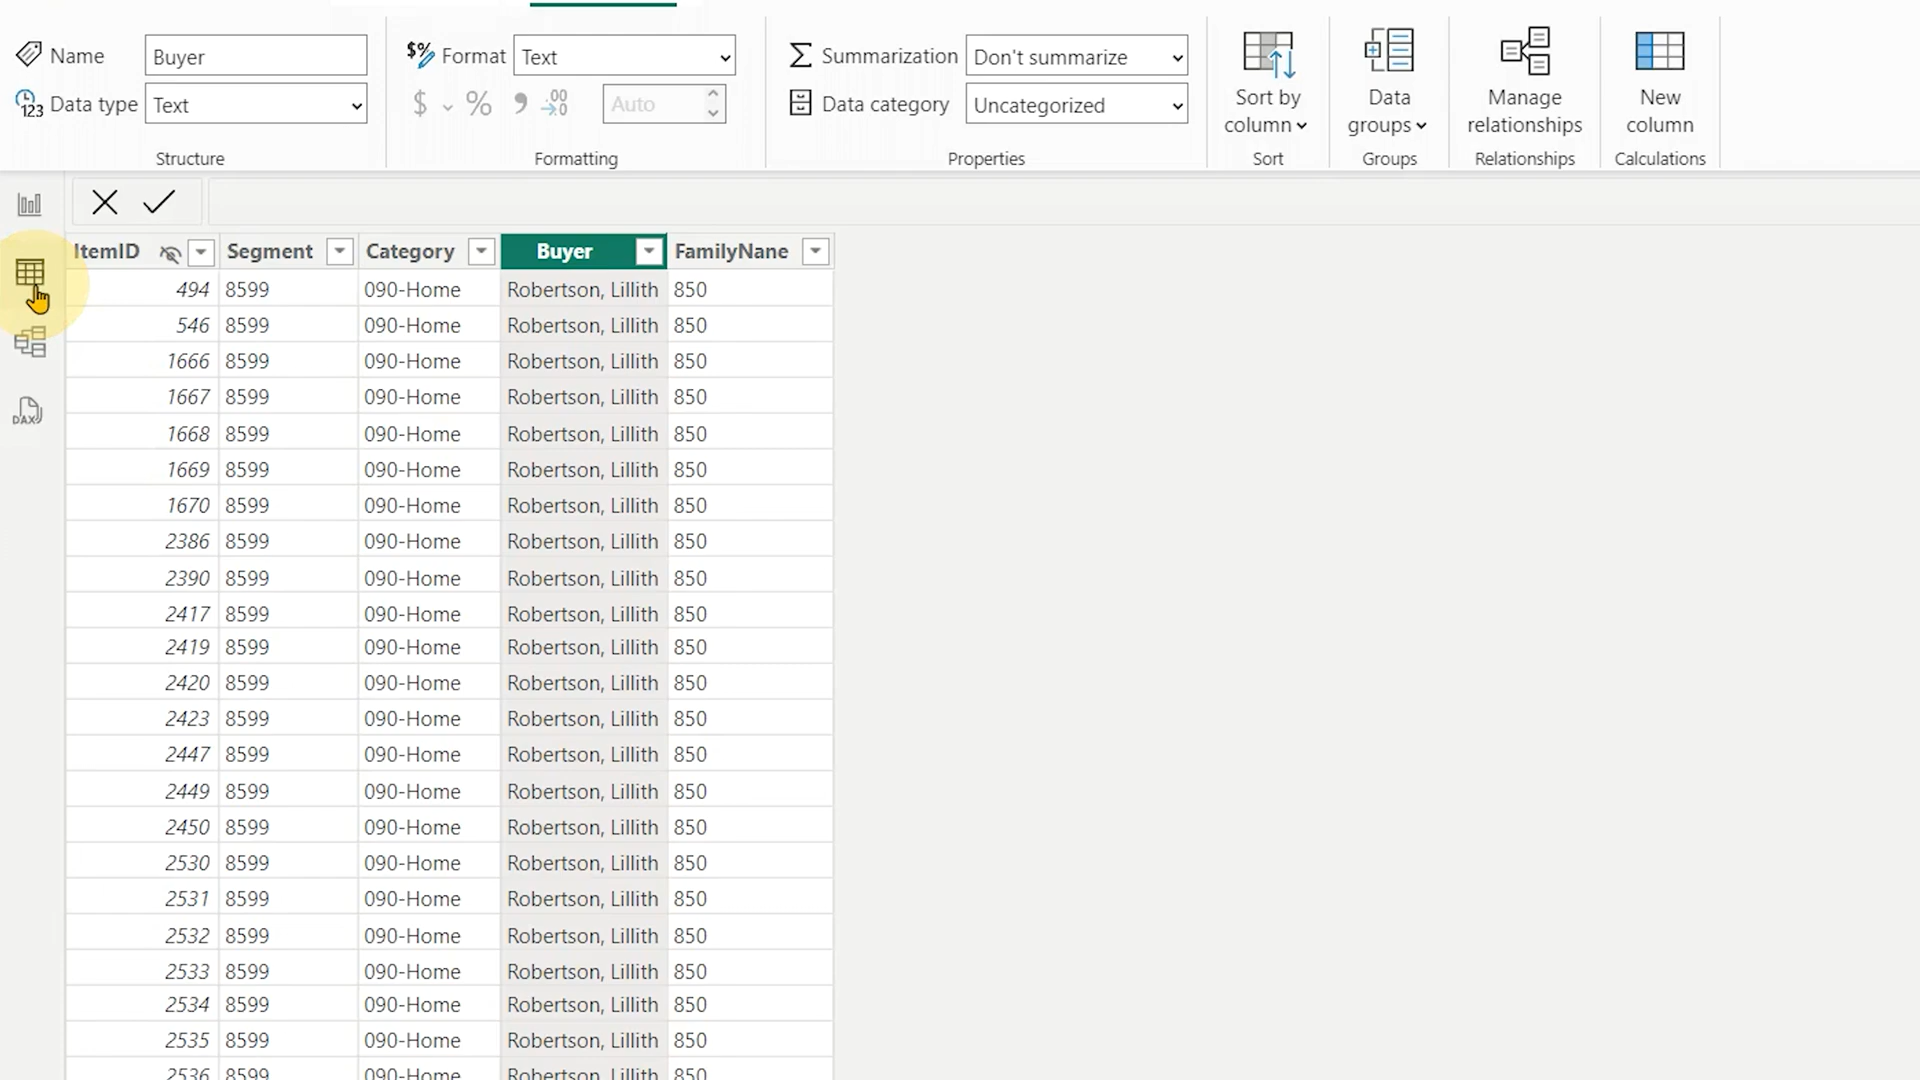 Name Buyer Format Text Summarization Don't summarize
Data type Text $ % 9 .00 Auto Data category Uncategorized
Sort by column Data groups Manage relationships New column
Structure Formatting Properties Sort Groups Relationships Calculations
ItemID Segment Category Buyer FamilyNane
494 8599 090-Home Robertson, Lillith 850
546 8599 090-Home Robertson, Lillith 850
1666 8599 090-Home Robertson, Lillith 850
1667 8599 090-Home Robertson, Lillith 850
1668 8599 090-Home Robertson, Lillith 850
1669 8599 090-Home Robertson, Lillith 850
1670 8599 090-Home Robertson, Lillith 850
2386 8599 090-Home Robertson, Lillith 850
2390 8599 090-Home Robertson, Lillith 850
2417 8599 090-Home Robertson, Lillith 850
2419 8599 090-Home Robertson, Lillith 850
2420 8599 090-Home Robertson, Lillith 850
2423 8599 090-Home Robertson, Lillith 850
2447 8599 090-Home Robertson, Lillith 850
2449 8599 090-Home Robertson, Lillith 850
2450 8599 090-Home Robertson, Lillith 850
2530 8599 090-Home Robertson, Lillith 850
2531 8599 090-Home Robertson, Lillith 850
2532 8599 090-Home Robertson, Lillith 850
2533 8599 090-Home Robertson, Lillith 850
2534 8599 090-Home Robertson, Lillith 850
2535 8599 090-Home Robertson, Lillith 850
2536 8599 090-Home Robertson, Lillith 850
DAX